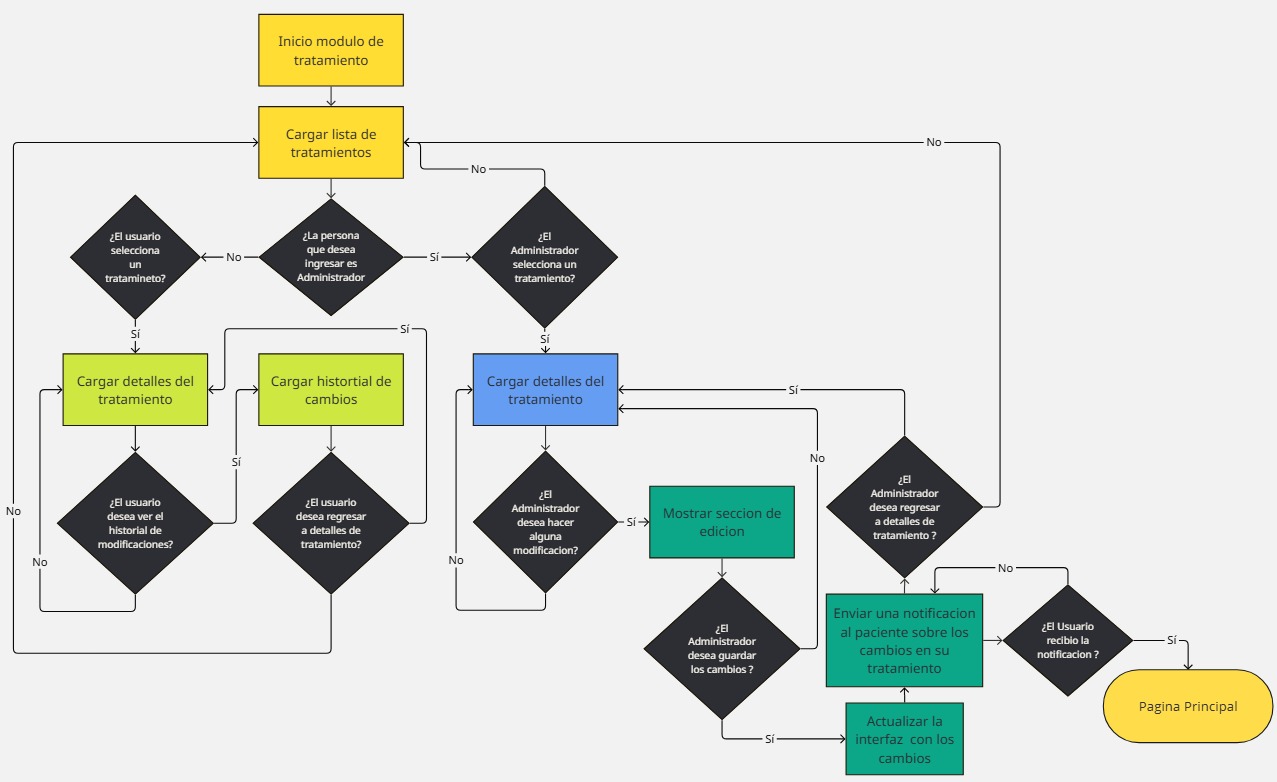 Inicio modulo de
tratamiento
Cargar lista de
tratamientos
No
No
¿El usuario
selecciona
un
tratamineto?
No
¿La persona
que desea
ingresar es
Administrador
Sí
¿El
Administrador
selecciona un
tratamiento?
Sí
Sí
Sí
Cargar detalles del
tratamiento
Cargar histortial de
cambios
Cargar detalles del
tratamiento
Sí
No
Sí
No
¿El usuario
desea ver el
historial de
modificaciones?
¿El usuario
desea regresar
a detalles de
tratamiento?
¿El
Administrador
desea hacer
alguna
modificacion?
Sí
Mostrar seccion de
edicion
¿El
Administrador
desea regresar
a detalles de
tratamiento ?
No
No
No
¿El
Administrador
desea guardar
los cambios ?
Enviar una notificacion
al paciente sobre los
cambios en su
tratamiento
¿El Usuario
recibio la
notificacion ?
Sí
Pagina Principal
Sí
Actualizar la
interfaz con los
cambios